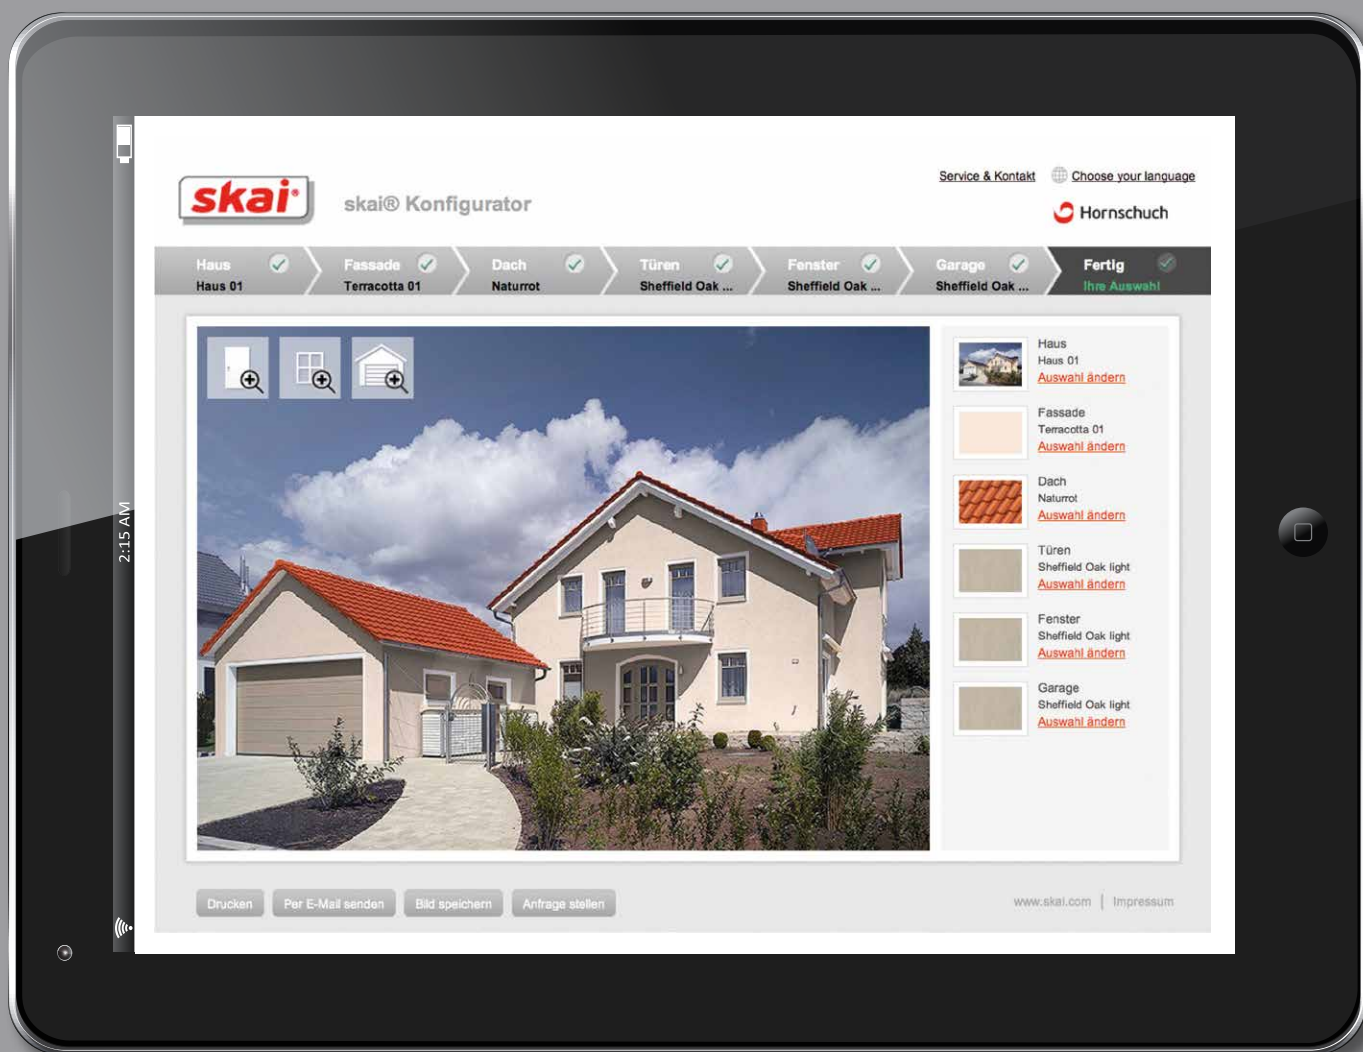 2:15 AM
skai®
skai® Konfigurator
Service & Kontakt
Choose your language
Hornschuch
Haus
Haus 01
Fassade
Terracotta 01
Dach
Naturrot
Türen
Sheffield Oak ...
Fenster
Sheffield Oak ...
Garage
Sheffield Oak ...
Fertig
Ihre Auswahl
Haus
Haus 01
Auswahl ändern
Fassade
Terracotta 01
Auswahl ändern
Dach
Naturrot
Auswahl ändern
Türen
Sheffield Oak light
Auswahl ändern
Fenster
Sheffield Oak light
Auswahl ändern
Garage
Sheffield Oak light
Auswahl ändern
Drucken
Per E-Mail senden
Bild speichern
Anfrage stellen
www.skai.com | Impressum